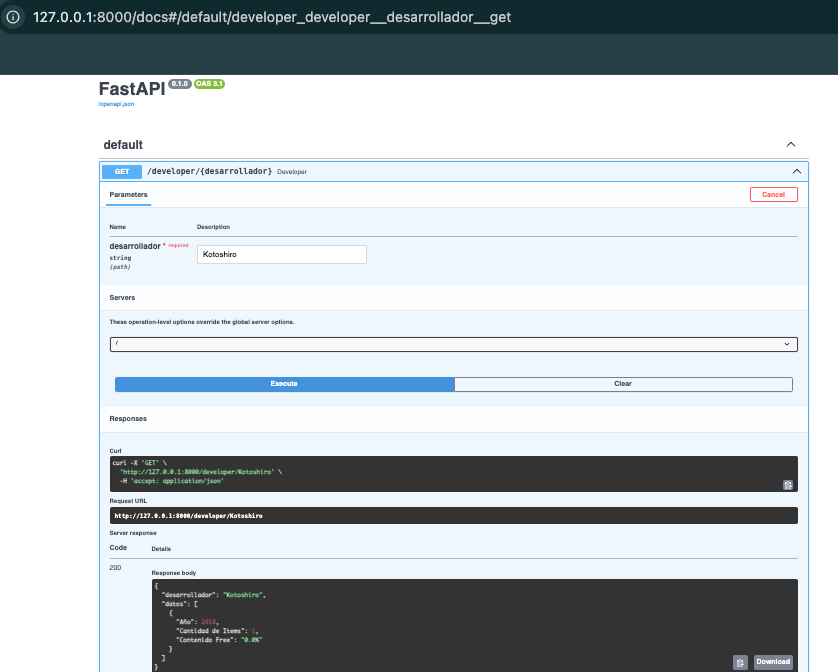 127.0.0.1:8000/docs#/default/developer_developer__desarrollador__get
FastAPI 0.1.0 OAS 3.1
/openapi.json
default
GET /developer/{desarrollador} Developer
Parameters Cancel
Name Description
desarrollador * required Kotoshiro
string
(path)
Servers
These operation-level options override the global server options.
/
Execute Clear
Responses
Curl
curl -X 'GET' \
'http://127.0.0.1:8000/developer/Kotoshiro' \
-H 'accept: application/json'
Request URL
http://127.0.0.1:8000/developer/Kotoshiro
Server response
Code Details
200
Response body
{
"desarrollador": "Kotoshiro",
"datos": [
{
"Año": 2018,
"Cantidad de Items": 1,
"Contenido Free": "0.0%"
}
]
}
Download